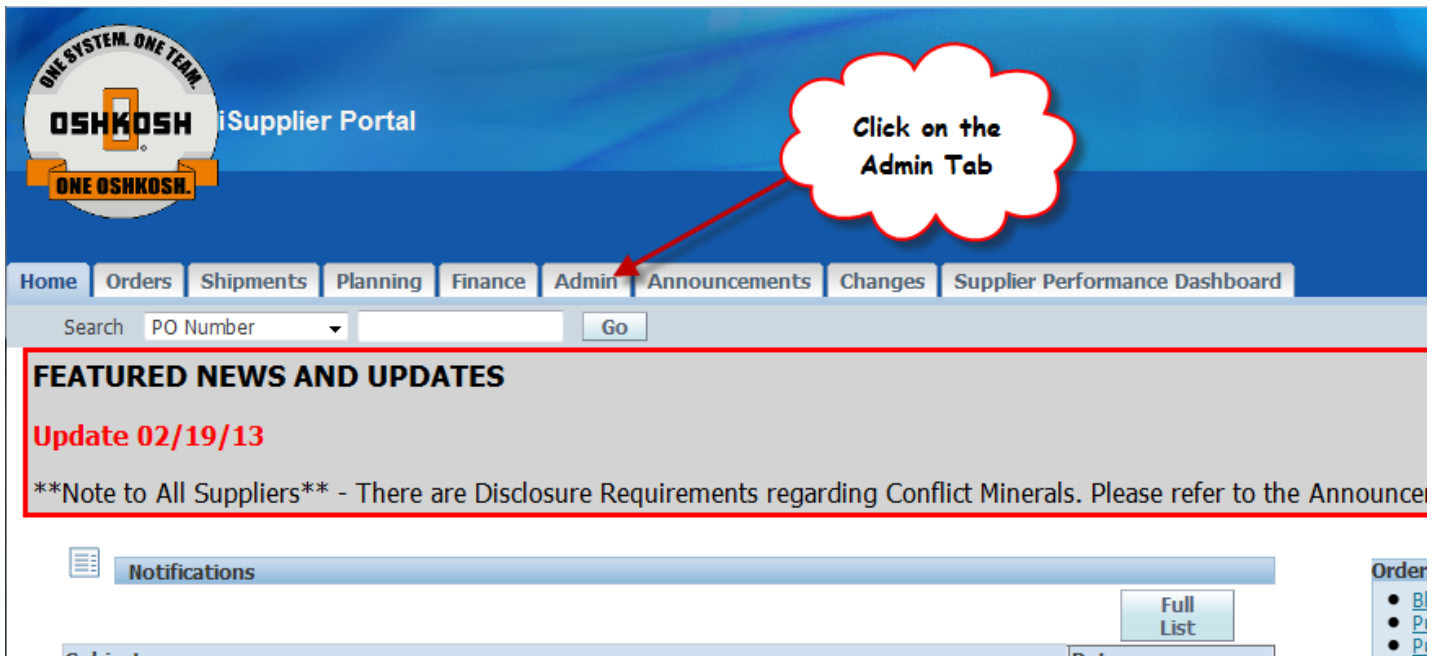 ONE SYSTEM. ONE TEAM.
OSHKOSH
ONE OSHKOSH.
iSupplier Portal
Click on the
Admin Tab
Home Orders Shipments Planning Finance Admin Announcements Changes Supplier Performance Dashboard
Search PO Number Go
FEATURED NEWS AND UPDATES
Update 02/19/13
**Note to All Suppliers** - There are Disclosure Requirements regarding Conflict Minerals. Please refer to the
Notifications
Order
Full
List